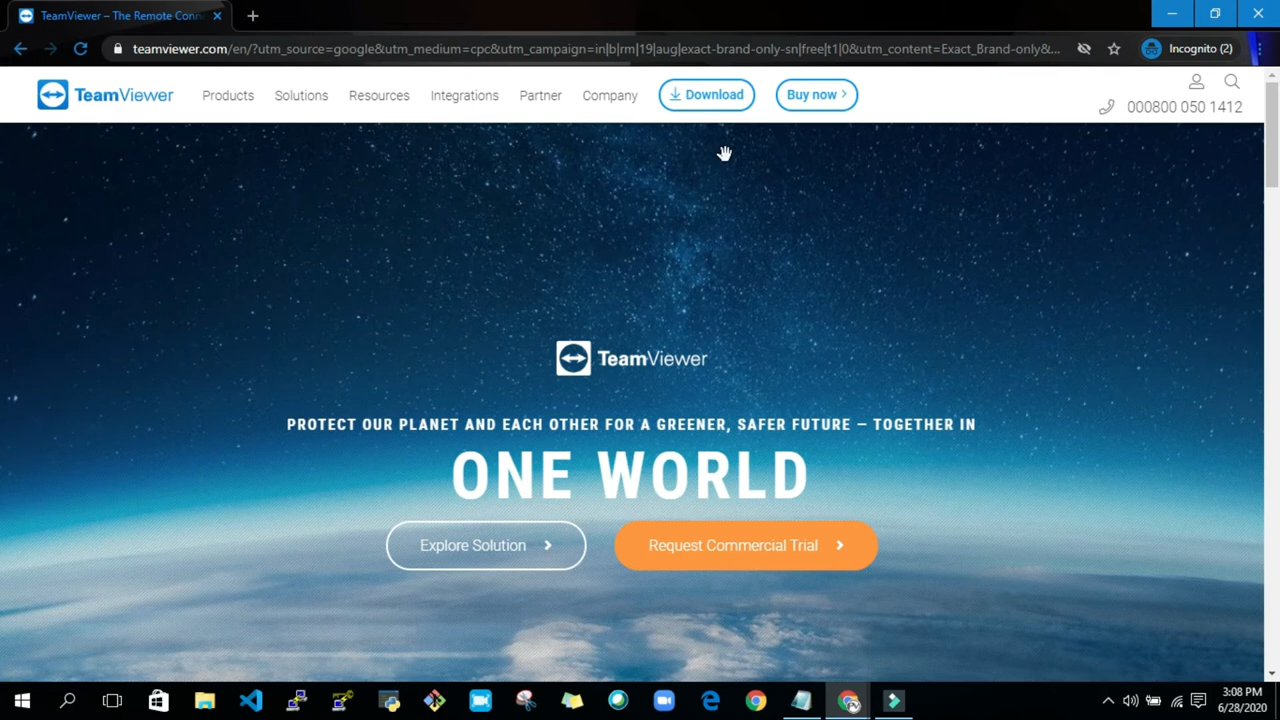 TeamViewer – The Remote Conn
teamviewer.com/en/?utm_source=google&utm_medium=cpc&utm_campaign=in|b|rm|19|aug|exact-brand-only-sn|free|t1|0&utm_content=Exact_Brand-only&...
Incognito (2)
TeamViewer
Products
Solutions
Resources
Integrations
Partner
Company
Download
Buy now
000800 050 1412
TeamViewer
PROTECT OUR PLANET AND EACH OTHER FOR A GREENER, SAFER FUTURE – TOGETHER IN
ONE WORLD
Explore Solution
Request Commercial Trial
3:08 PM
6/28/2020